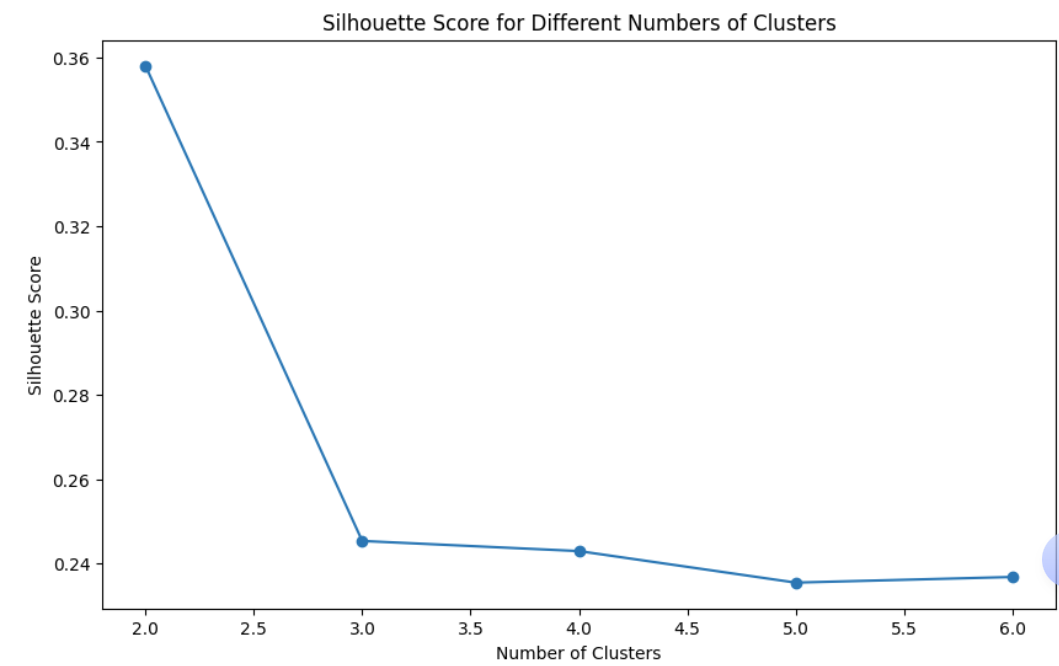 Silhouette Score for Different Numbers of Clusters
0.36
0.34
0.32
0.30
0.28
0.26
0.24
Silhouette Score
2.0 2.5 3.0 3.5 4.0 4.5 5.0 5.5 6.0
Number of Clusters